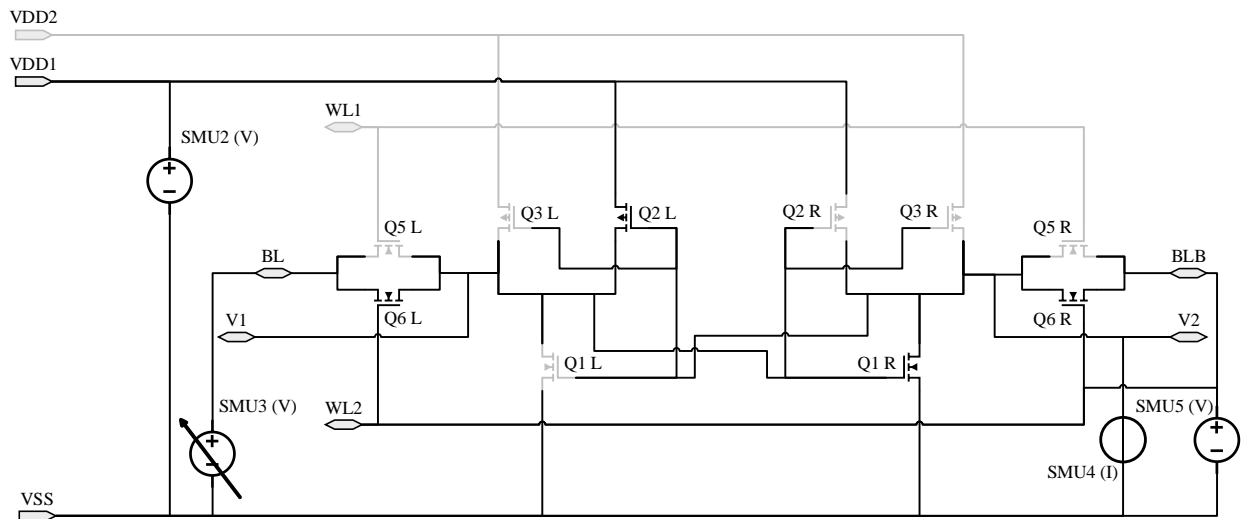 VDD2
VDD1
WL1
SMU2 (V)
Q3 L
Q2 L
Q2 R
Q3 R
Q5 L
Q5 R
BL
BLB
Q6 L
Q6 R
V1
V2
Q1 L
Q1 R
SMU3 (V)
WL2
SMU5 (V)
SMU4 (I)
VSS